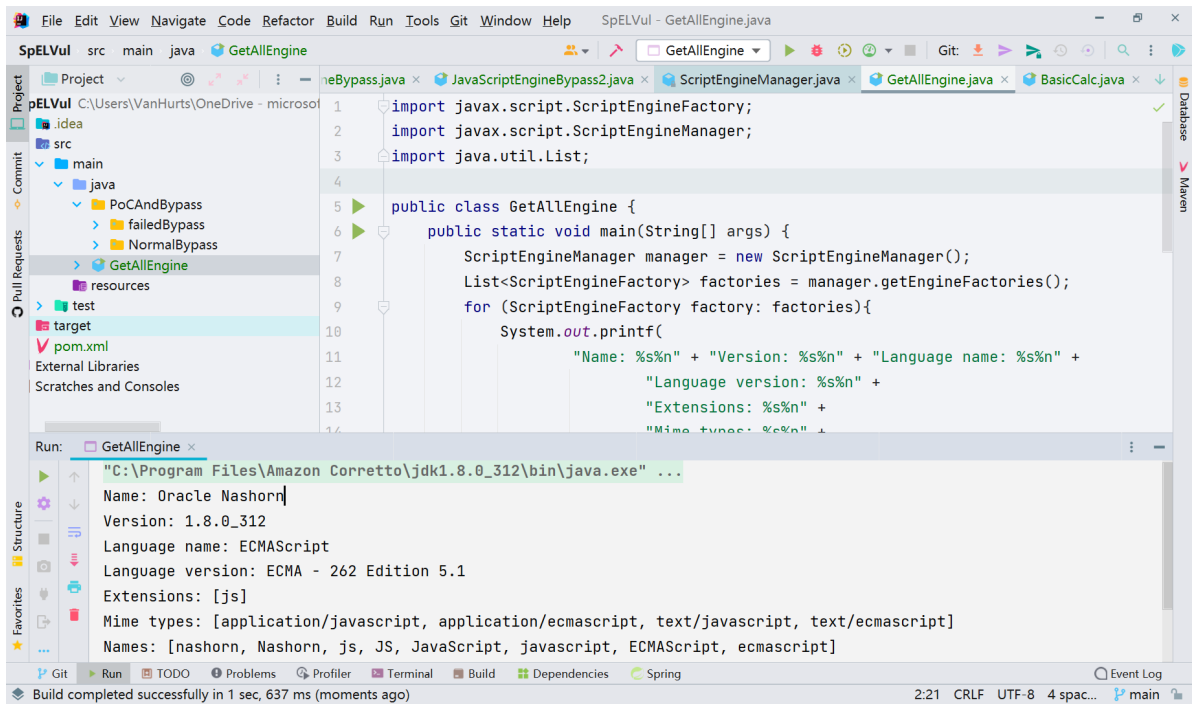 File Edit View Navigate Code Refactor Build Run Tools Git Window Help SpELVul - GetAllEngine.java
SpELVul src main java GetAllEngine GetAllEngine Git:
Project neBypass.java JavaScriptEngineBypass2.java ScriptEngineManager.java GetAllEngine.java BasicCalc.java
Project
Commit
Pull Requests
Structure
Favorites
pELVul C:\Users\VanHurts\OneDrive - microsof
.idea
src
main
java
PoCAndBypass
failedBypass
NormalBypass
GetAllEngine
resources
test
target
pom.xml
External Libraries
Scratches and Consoles
1 import javax.script.ScriptEngineFactory;
2 import javax.script.ScriptEngineManager;
3 import java.util.List;
4
5 public class GetAllEngine {
6 public static void main(String[] args) {
7 ScriptEngineManager manager = new ScriptEngineManager();
8 List<ScriptEngineFactory> factories = manager.getEngineFactories();
9 for (ScriptEngineFactory factory: factories){
10 System.out.printf(
11 "Name: %s%n" + "Version: %s%n" + "Language name: %s%n" +
12 "Language version: %s%n" +
13 "Extensions: %s%n" +
14 "Mime types: %s%n" +
Database
Maven
Run: GetAllEngine
"C:\Program Files\Amazon Corretto\jdk1.8.0_312\bin\java.exe" ...
Name: Oracle Nashorn
Version: 1.8.0_312
Language name: ECMAScript
Language version: ECMA - 262 Edition 5.1
Extensions: [js]
Mime types: [application/javascript, application/ecmascript, text/javascript, text/ecmascript]
Names: [nashorn, Nashorn, js, JS, JavaScript, javascript, ECMAScript, ecmascript]
Git Run TODO Problems Profiler Terminal Build Dependencies Spring Event Log
Build completed successfully in 1 sec, 637 ms (moments ago) 2:21 CRLF UTF-8 4 spac... main